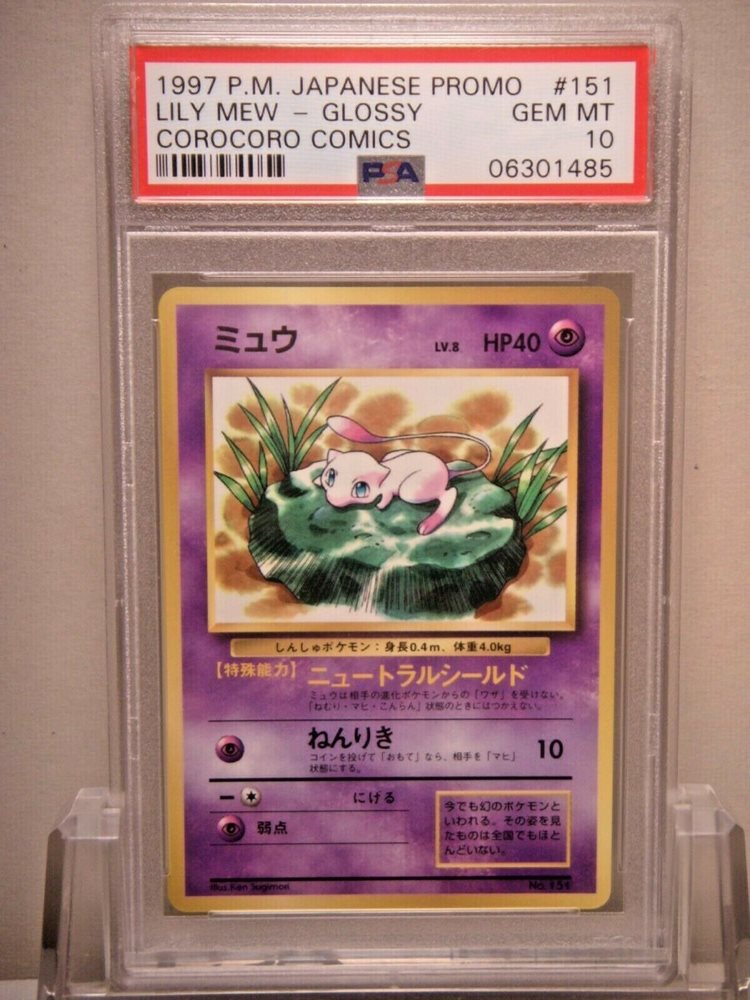 1997 P.M. JAPANESE PROMO #151
LILY MEW - GLOSSY GEM MT
COROCORO COMICS 10
PSA 06301485
ミュウ LV.8 HP40
しんしゅポケモン：身長0.4m、体重4.0kg
【特殊能力】ニュートラルシールド
ミュウは相手の進化ポケモンからの「ワザ」を受けない。
「ねむり・マヒ・こんらん」状態のときにはつかえない。
ねんりき 10
コインを投げて「おもて」なら、相手を「マヒ」
状態にする。
にげる
弱点
今でも幻のポケモンと
いわれる。その姿を見
たものは全国でもほと
んどいない。
Illus.Ken Sugimori No.151